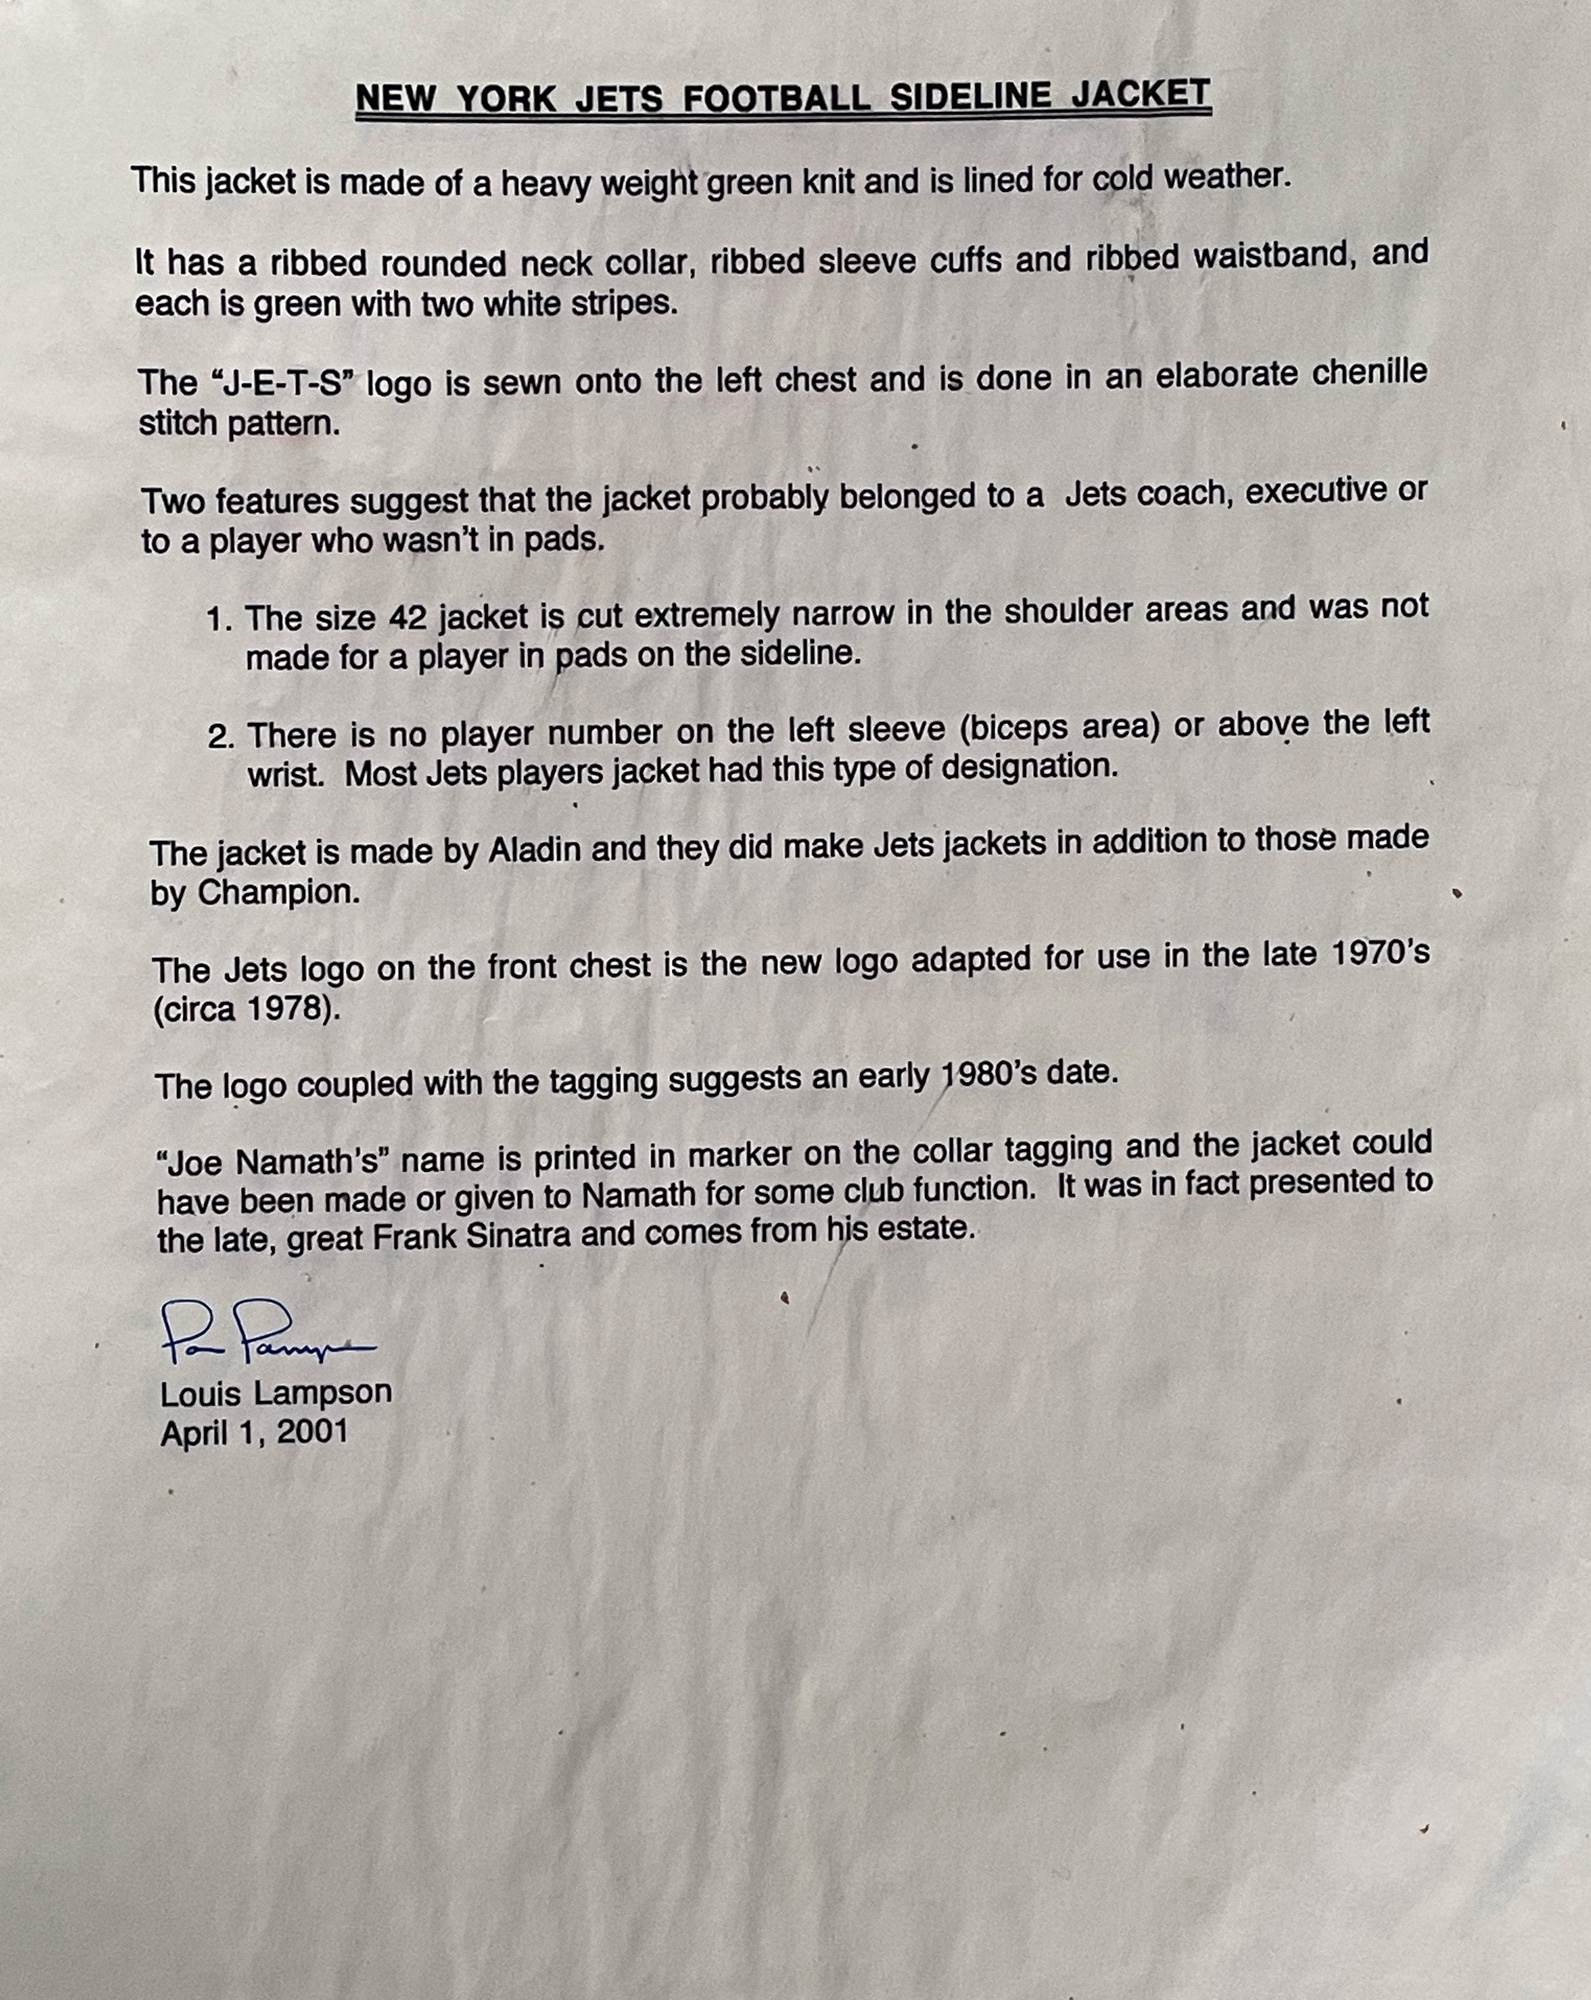 NEW YORK JETS FOOTBALL SIDELINE JACKET
This jacket is made of a heavy weight green knit and is lined for cold weather.
It has a ribbed rounded neck collar, ribbed sleeve cuffs and ribbed waistband, and
each is green with two white stripes.
The “J-E-T-S” logo is sewn onto the left chest and is done in an elaborate chenille
stitch pattern.
Two features suggest that the jacket probably belonged to a  Jets coach, executive or
to a player who wasn't in pads.
1. The size 42 jacket is cut extremely narrow in the shoulder areas and was not
made for a player in pads on the sideline.
2. There is no player number on the left sleeve (biceps area) or above the left
wrist.  Most Jets players jacket had this type of designation.
The jacket is made by Aladin and they did make Jets jackets in addition to those made
by Champion.
The Jets logo on the front chest is the new logo adapted for use in the late 1970's
(circa 1978).
The logo coupled with the tagging suggests an early 1980's date.
“Joe Namath's” name is printed in marker on the collar tagging and the jacket could
have been made or given to Namath for some club function.  It was in fact presented to
the late, great Frank Sinatra and comes from his estate.
Louis Lampson
April 1, 2001